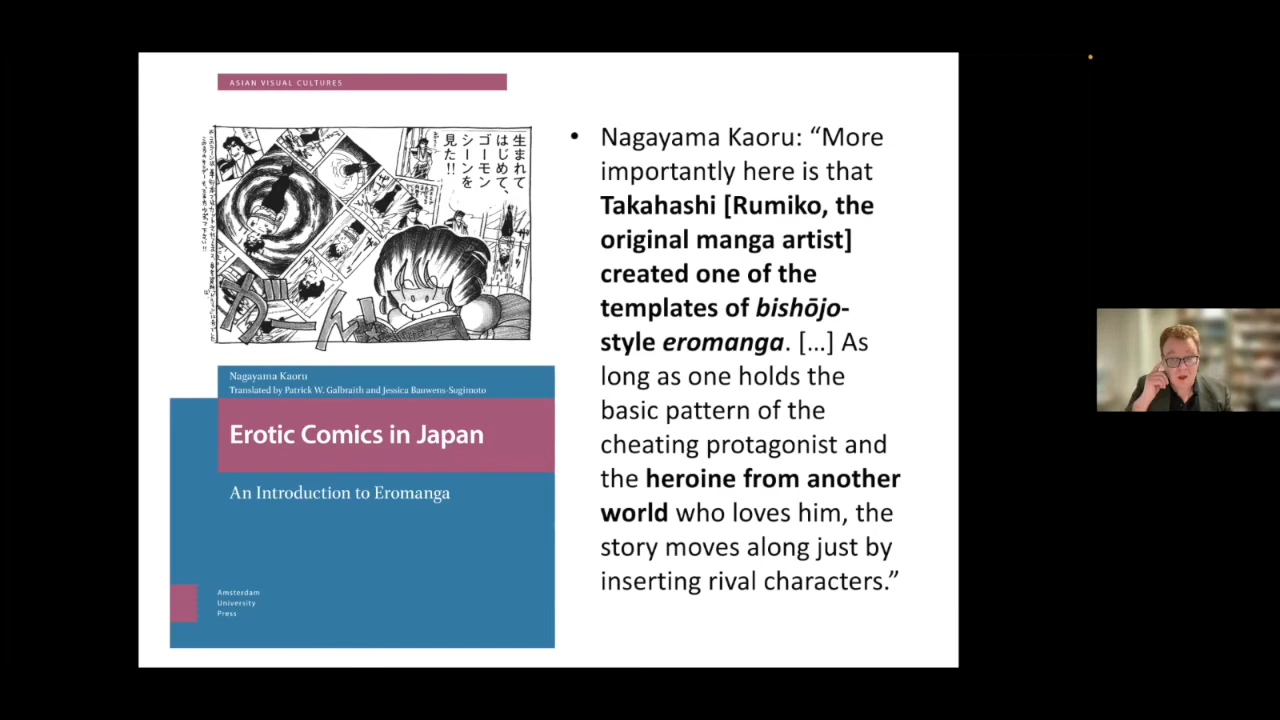 ASIAN VISUAL CULTURES
生まれて
はじめて、
ゴーモン
シーンを
見た!!
がーん
Nagayama Kaoru
Translated by Patrick W. Galbraith and Jessica Bauwens-Sugimoto
Erotic Comics in Japan
An Introduction to Eromanga
Amsterdam
University
Press
• Nagayama Kaoru: “More
importantly here is that
Takahashi [Rumiko, the
original manga artist]
created one of the
templates of bishōjo-
style eromanga. […] As
long as one holds the
basic pattern of the
cheating protagonist and
the heroine from another
world who loves him, the
story moves along just by
inserting rival characters.”